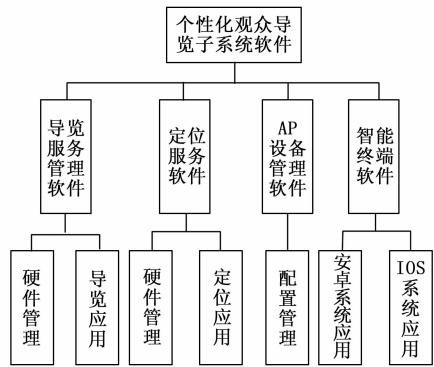 个性化观众导
览子系统软件
导览
服务
管理
软件
定位
服务
软件
AP
设备
管理
软件
智能
终端
软件
硬件管理
导览应用
硬件管理
定位应用
配置管理
安卓系统应用
IOS
系统应用